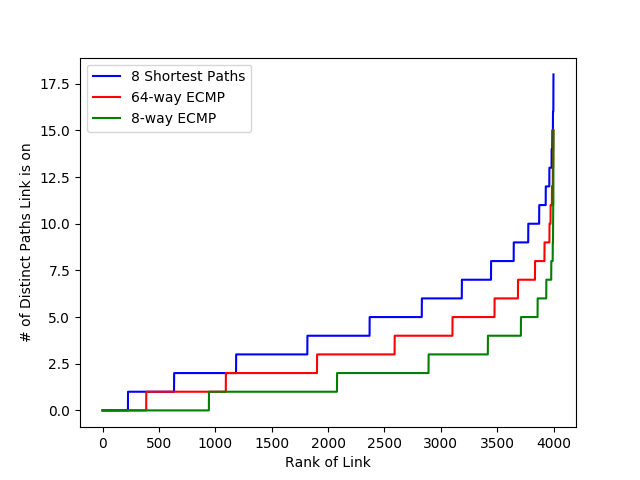 17.5
15.0
12.5
10.0
7.5
5.0
2.5
0.0
# of Distinct Paths Link is on
8 Shortest Paths
64-way ECMP
8-way ECMP
0 500 1000 1500 2000 2500 3000 3500 4000
Rank of Link